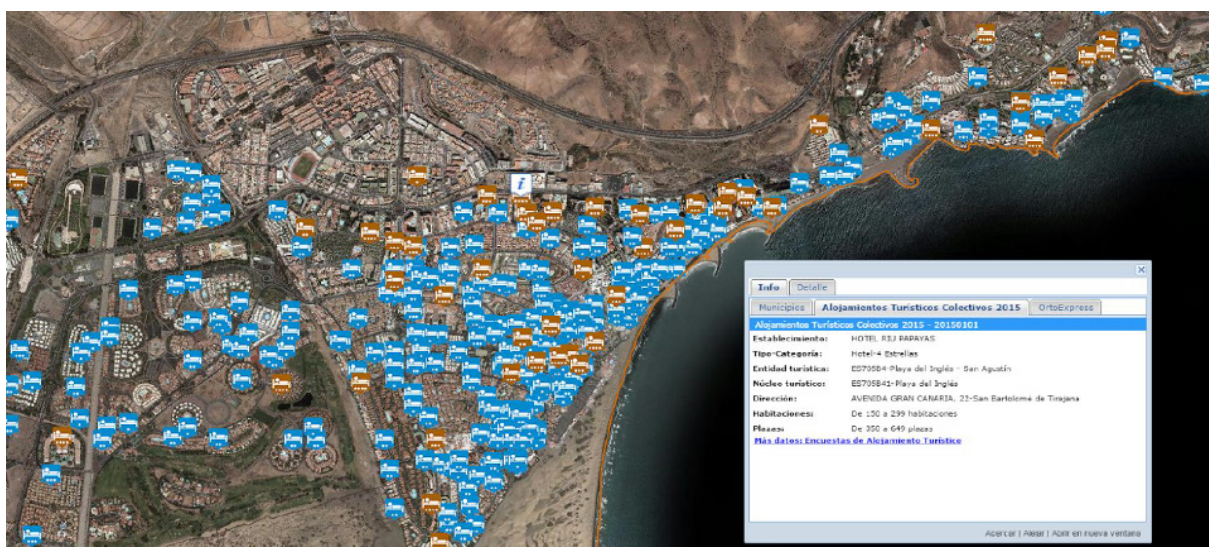 i
Info Detalle
Municipios Alojamientos Turísticos Colectivos 2015 OrtoExpress
Alojamientos Turísticos Colectivos 2015 - 20150101
Establecimiento: HOTEL RIU PAPAYAS
Tipo-Categoría: Hotel-4 Estrellas
Entidad turística: ES705B4-Playa del Inglés - San Agustín
Núcleo turístico: ES705B41-Playa del Inglés
Dirección: AVENIDA GRAN CANARIA, 22-San Bartolomé de Tirajana
Habitaciones: De 150 a 299 habitaciones
Plazas: De 350 a 649 plazas
Más datos: Encuestas de Alojamiento Turístico
Acercar | Alejar | Abrir en nueva ventana